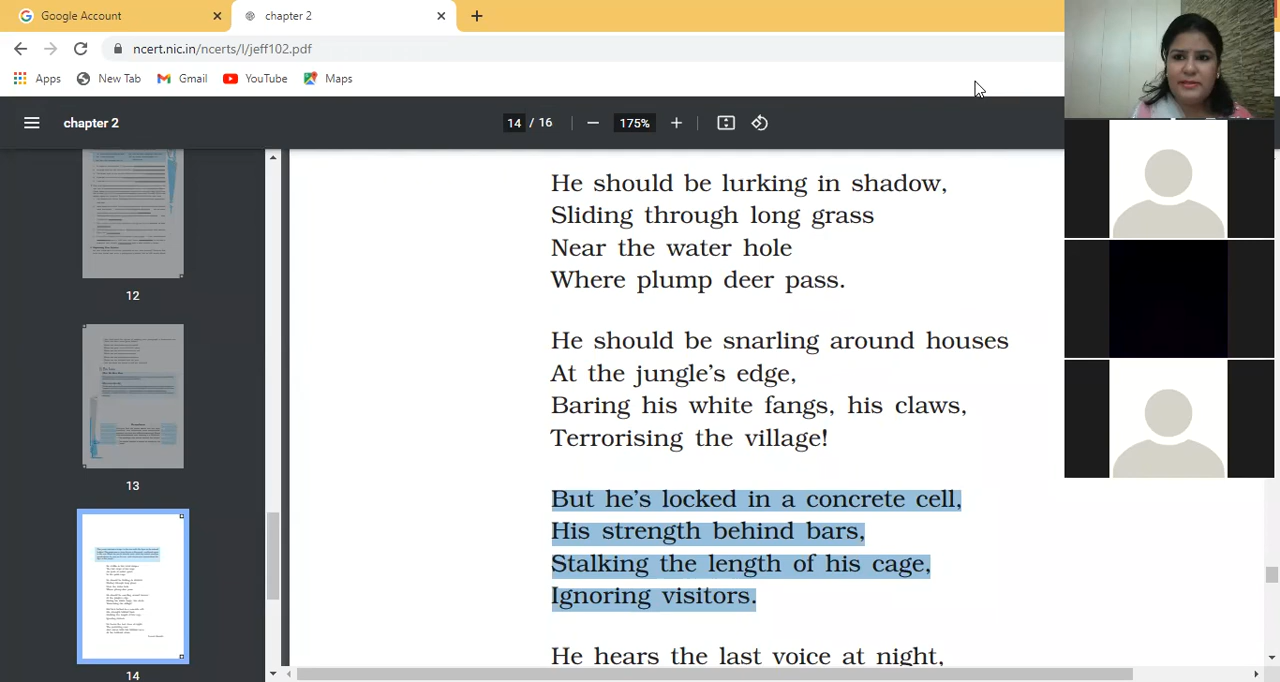 Google Account
chapter 2
ncert.nic.in/ncerts/l/jeff102.pdf
Apps
New Tab
Gmail
YouTube
Maps
chapter 2
14 / 16
175%
12
13
14
He should be lurking in shadow,
Sliding through long grass
Near the water hole
Where plump deer pass.
He should be snarling around houses
At the jungle's edge,
Baring his white fangs, his claws,
Terrorising the village!
But he's locked in a concrete cell,
His strength behind bars,
Stalking the length of his cage,
Ignoring visitors.
He hears the last voice at night,